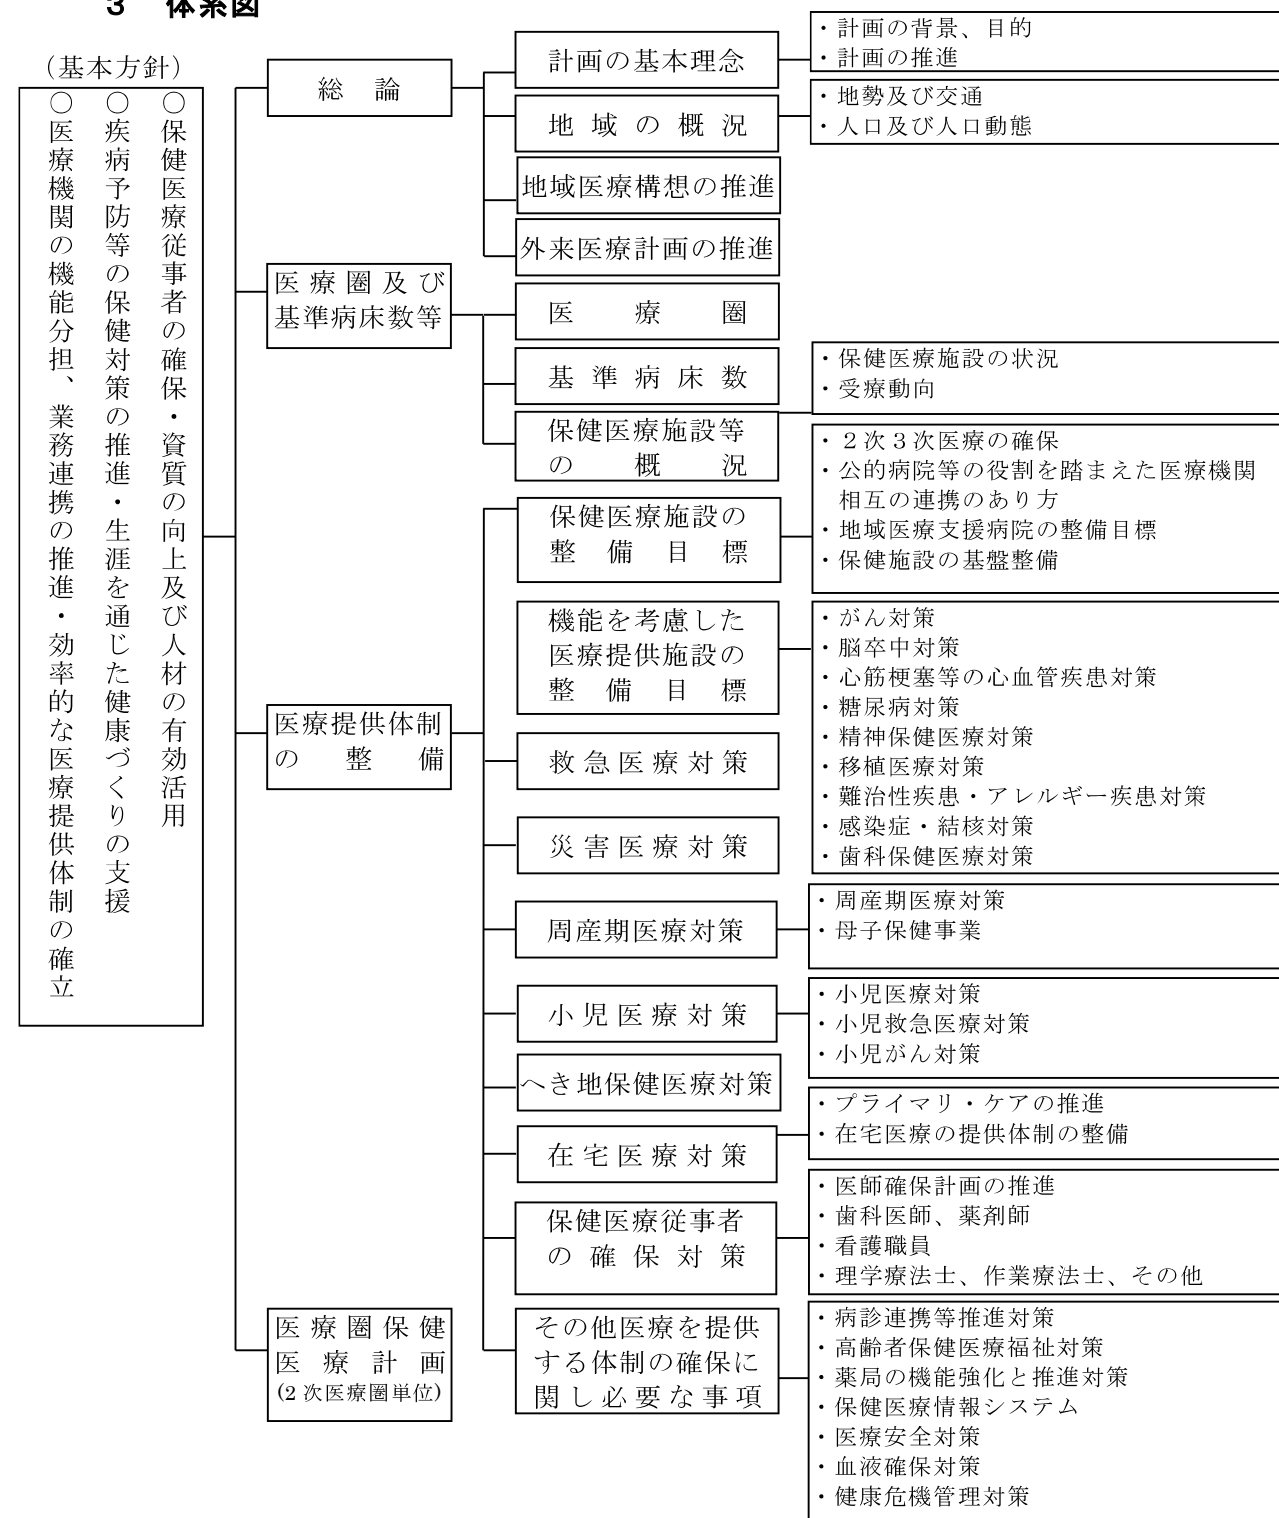 3 体系図
（基本方針）
○保健医療従事者の確保・資質の向上及び人材の有効活用
○疾病予防等の保健対策の推進・生涯を通じた健康づくりの支援
○医療機関の機能分担、業務連携の推進・効率的な医療提供体制の確立
総論
計画の基本理念
・計画の背景、目的
・計画の推進
地域の概況
・地勢及び交通
・人口及び人口動態
地域医療構想の推進
外来医療計画の推進
医療圏及び
基準病床数等
医療圏
基準病床数
保健医療施設等
の概況
・保健医療施設の状況
・受療動向
医療提供体制
の整備
保健医療施設の
整備目標
・２次３次医療の確保
・公的病院等の役割を踏まえた医療機関
相互の連携のあり方
・地域医療支援病院の整備目標
・保健施設の基盤整備
機能を考慮した
医療提供施設の
整備目標
・がん対策
・脳卒中対策
・心筋梗塞等の心血管疾患対策
・糖尿病対策
・精神保健医療対策
・移植医療対策
・難治性疾患・アレルギー疾患対策
・感染症・結核対策
・歯科保健医療対策
救急医療対策
災害医療対策
周産期医療対策
・周産期医療対策
・母子保健事業
小児医療対策
・小児医療対策
・小児救急医療対策
・小児がん対策
へき地保健医療対策
在宅医療対策
・プライマリ・ケアの推進
・在宅医療の提供体制の整備
保健医療従事者
の確保対策
・医師確保計画の推進
・歯科医師、薬剤師
・看護職員
・理学療法士、作業療法士、その他
その他医療を提供
する体制の確保に
関し必要な事項
・病診連携等推進対策
・高齢者保健医療福祉対策
・薬局の機能強化と推進対策
・保健医療情報システム
・医療安全対策
・血液確保対策
・健康危機管理対策
医療圏保健
医療計画
(2次医療圏単位)